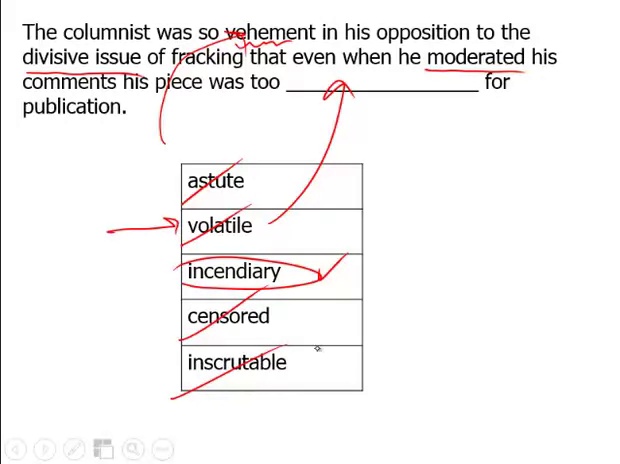 The columnist was so vehement in his opposition to the
divisive issue of fracking that even when he moderated his
comments his piece was too ____________________ for
publication.
astute
volatile
incendiary
censored
inscrutable